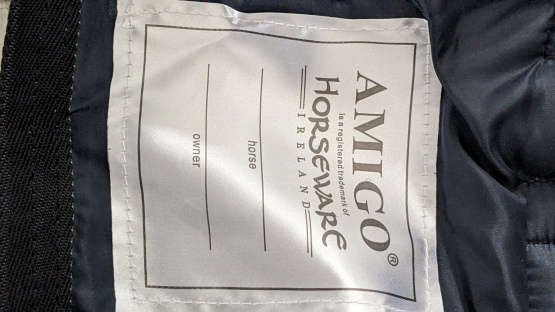 AMIGO®
is a registered trademark of
HORSEWARE
IRELAND
horse
owner